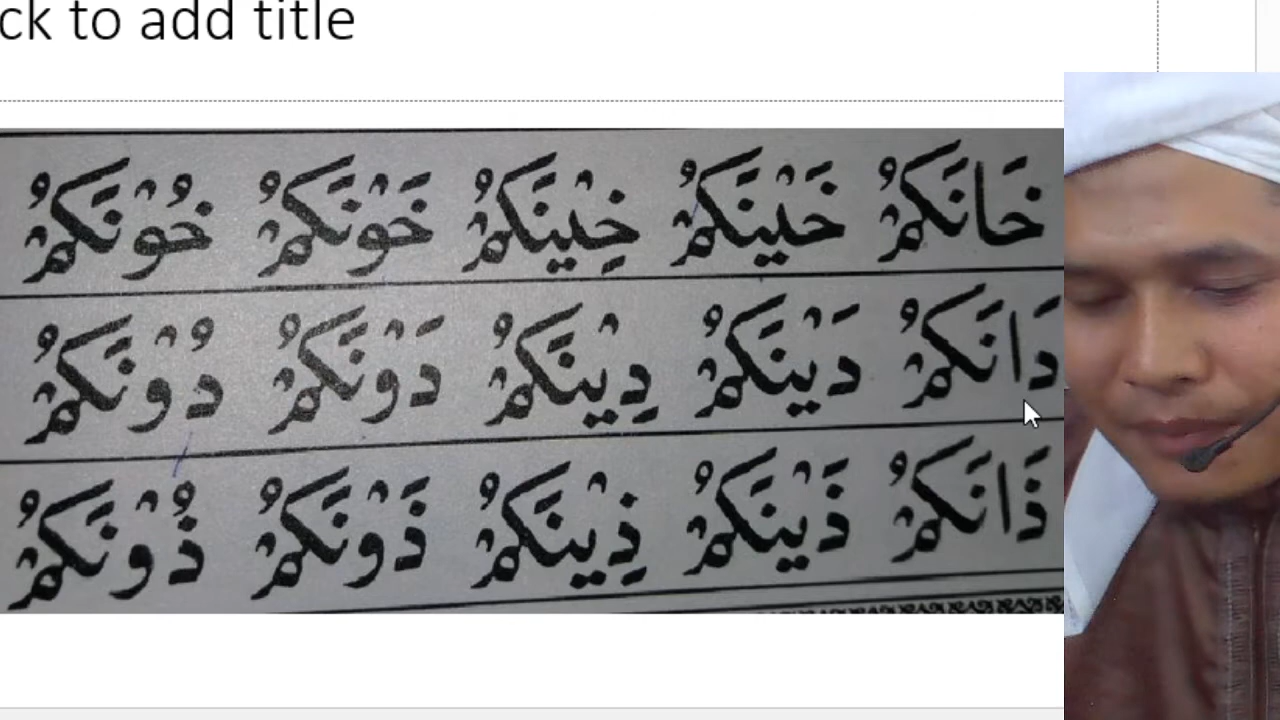 ck to add title
خَانَكُمْ خَيْنَكُمْ خِيْنَكُمْ خَوْنَكُمْ خُوْنَكُمْ
دَانَكُمْ دَيْنَكُمْ دِيْنَكُمْ دَوْنَكُمْ دُوْنَكُمْ
ذَانَكُمْ ذَيْنَكُمْ ذِيْنَكُمْ ذَوْنَكُمْ ذُوْنَكُمْ